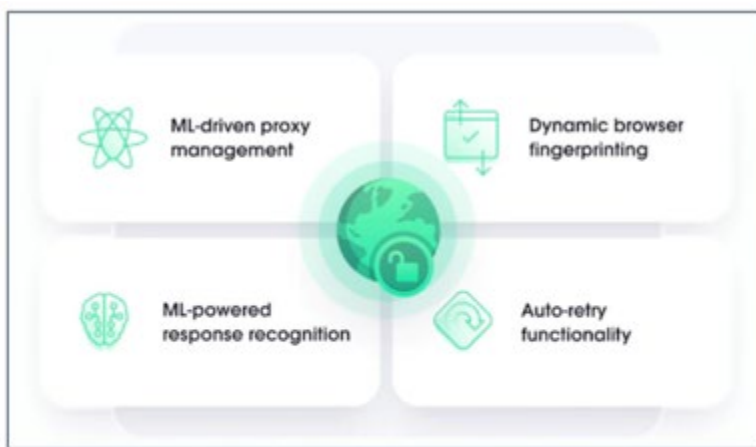 ML-driven proxy
management
Dynamic browser
fingerprinting
ML-powered
response recognition
Auto-retry
functionality